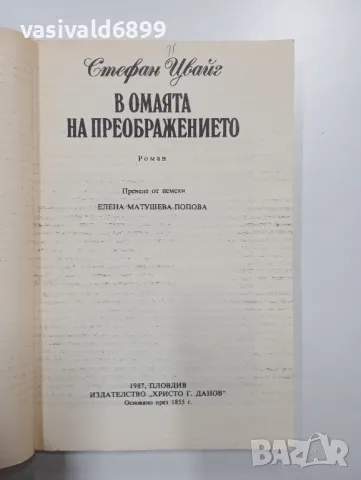 vasivald6899
Стефан Цвайг
В ОМАЯТА
НА ПРЕОБРАЖЕНИЕТО
Роман
Преведе от немски
ЕЛЕНА МАТУШЕВА-ПОПОВА
1987, ПЛОВДИВ
ИЗДАТЕЛСТВО „ХРИСТО Г. ДАНОВ"
Основано през 1855 г.
BAZAR